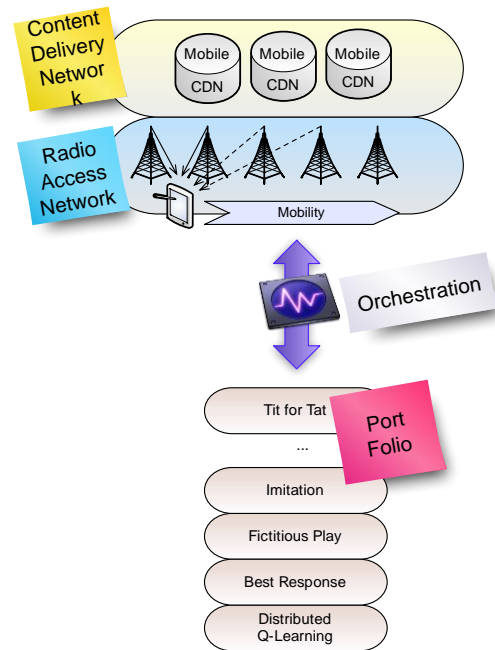 Content
Delivery
Networ
k
Mobile
CDN
Mobile
CDN
Mobile
CDN
Radio
Access
Network
Mobility
Orchestration
Tit for Tat
...
Port
Folio
Imitation
Fictitious Play
Best Response
Distributed
Q-Learning